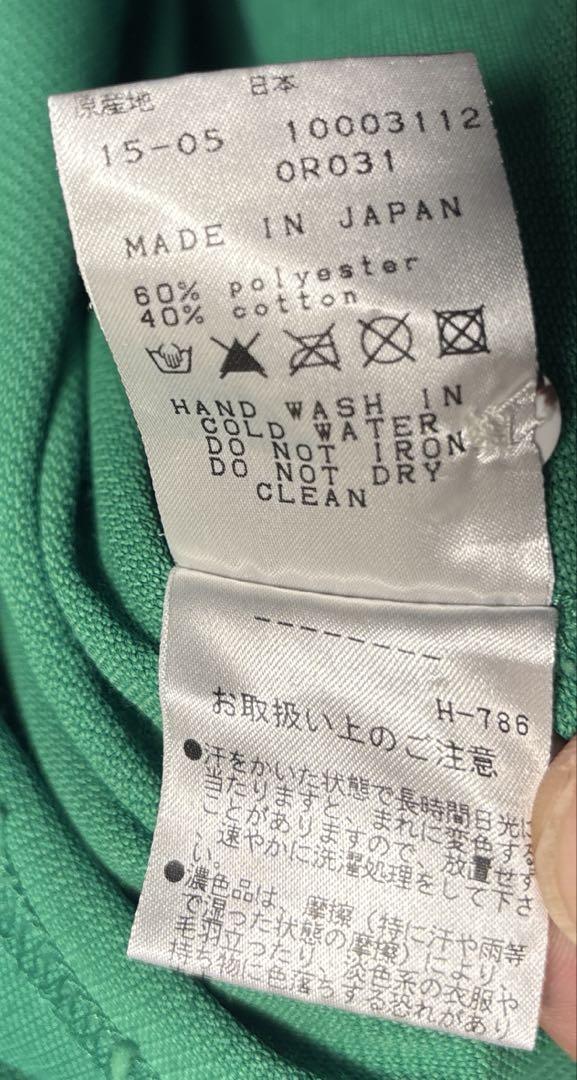 原産地 日本
15-05 10003112
0R031
MADE IN JAPAN
60% polyester
40% cotton
HAND WASH IN
COLD WATER
DO NOT IRON
DO NOT DRY
CLEAN
--------
H-786
お取扱い上のご注意
●汗をかいた状態で長時間日光に
当たりますと、まれに変色する
ことがありますので、放置せず
、速やかに洗濯処理をして下さ
い。
●濃色品は、摩擦(特に汗や雨等
で湿った状態の摩擦)により、
毛羽立ったり、淡色系の衣服や
持ち物に色落ちする恐れがあり